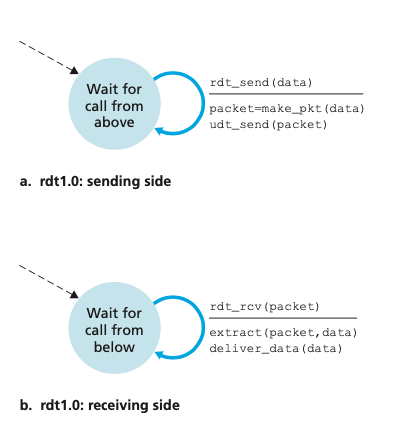 Wait for
call from
above
rdt_send(data)
packet=make_pkt(data)
udt_send(packet)
a. rdt1.0: sending side
Wait for
call from
below
rdt_rcv(packet)
extract(packet,data)
deliver_data(data)
b. rdt1.0: receiving side